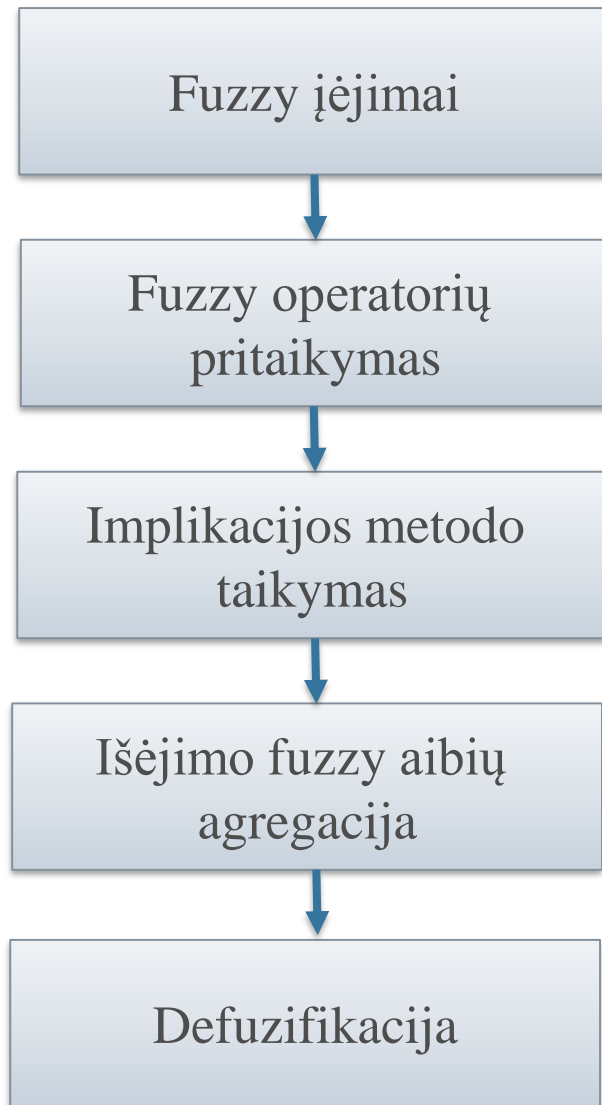 Fuzzy įėjimai
Fuzzy operatorių
pritaikymas
Implikacijos metodo
taikymas
Išėjimo fuzzy aibių
agregacija
Defuzifikacija